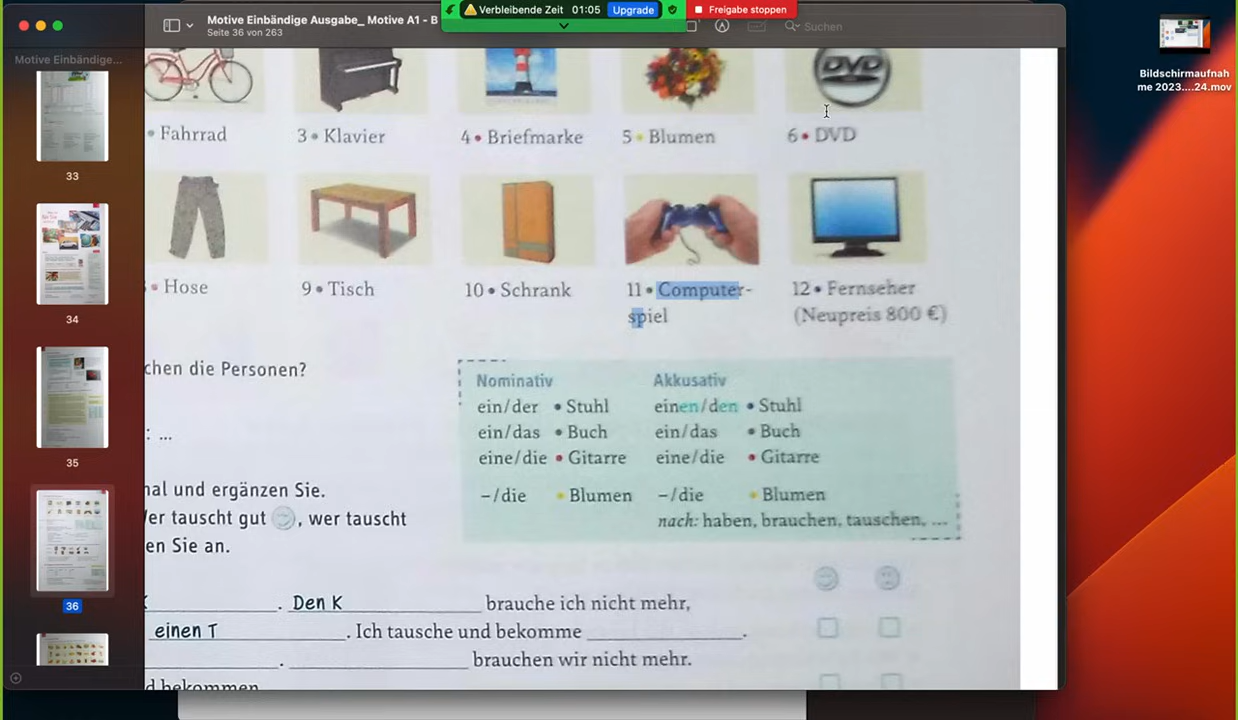 Verbleibende Zeit 01:05 Upgrade Freigabe stoppen
Motive Einbändige Ausgabe_ Motive A1 - B
Seite 36 von 263
Suchen
Motive Einbändige...
33
34
35
36
Bildschirmaufnah
me 2023....24.mov
DVD
Fahrrad
3 • Klavier
4 • Briefmarke
5 • Blumen
6 • DVD
Hose
9 • Tisch
10 • Schrank
11 • Computer-
spiel
12 • Fernseher
(Neupreis 800 €)
chen die Personen?
: ...
nal und ergänzen Sie.
er tauscht gut , wer tauscht
en Sie an.
Nominativ Akkusativ
ein/der • Stuhl einen/den • Stuhl
ein/das • Buch ein/das • Buch
eine/die • Gitarre eine/die • Gitarre
–/die • Blumen –/die • Blumen
nach: haben, brauchen, tauschen, ...
. Den K brauche ich nicht mehr,
einen T . Ich tausche und bekomme .
. brauchen wir nicht mehr.
d bekommen